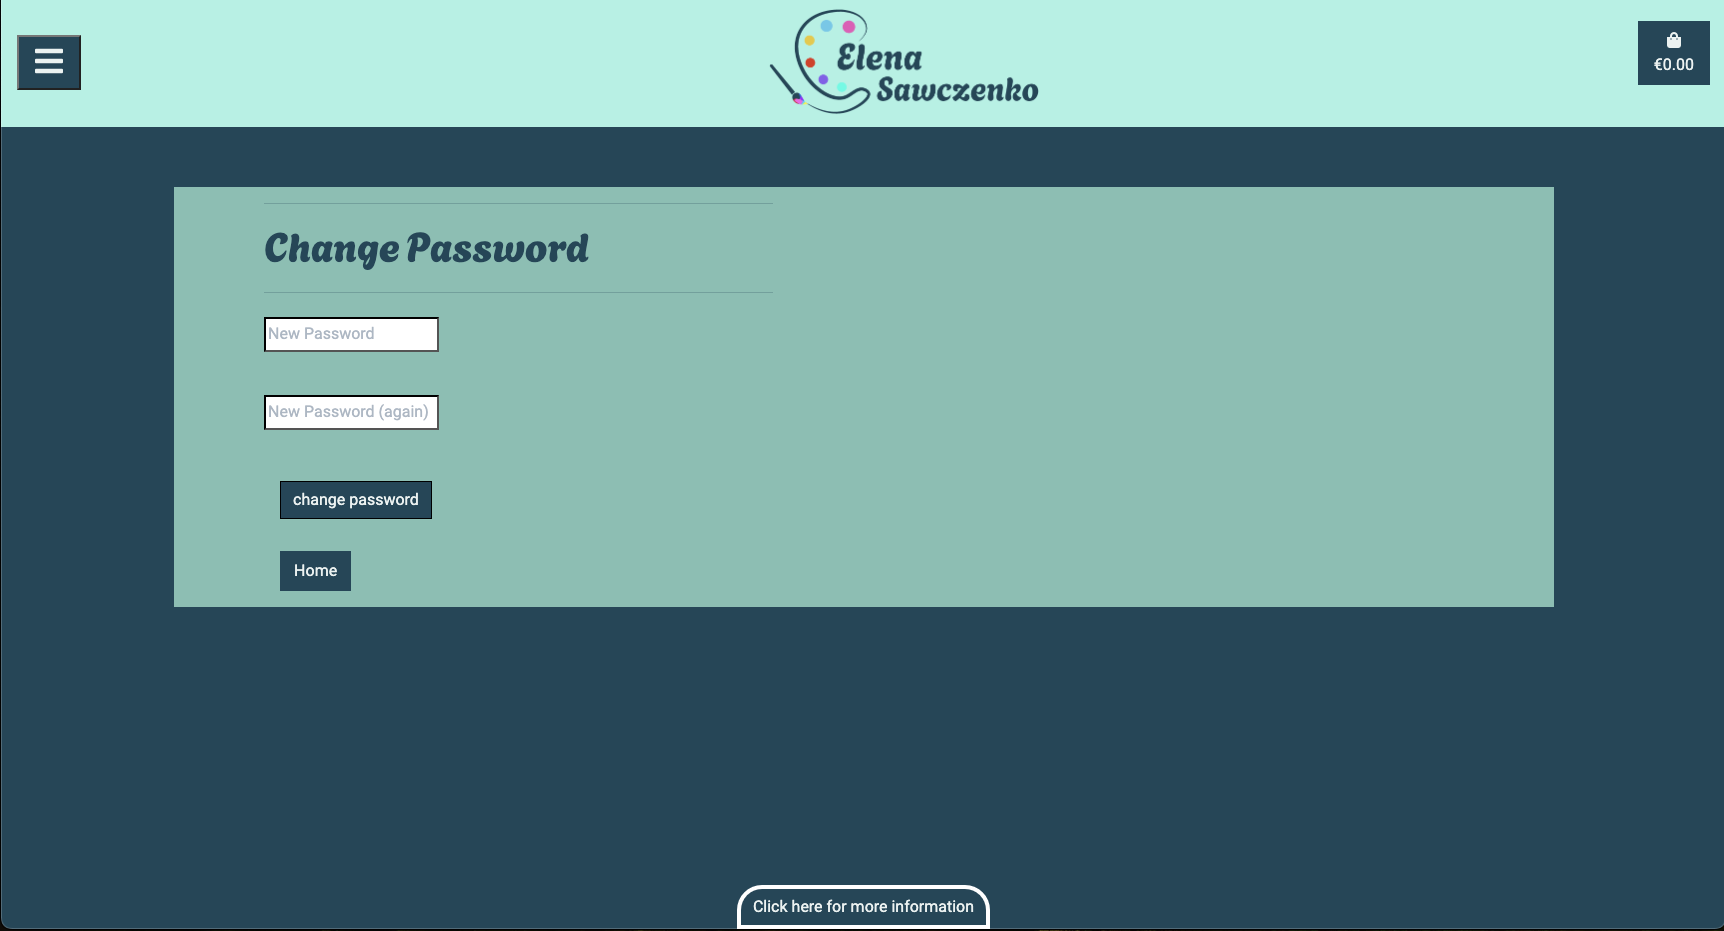 Elena
Sawczenko
€0.00
Change Password
New Password
New Password (again)
change password
Home
Click here for more information